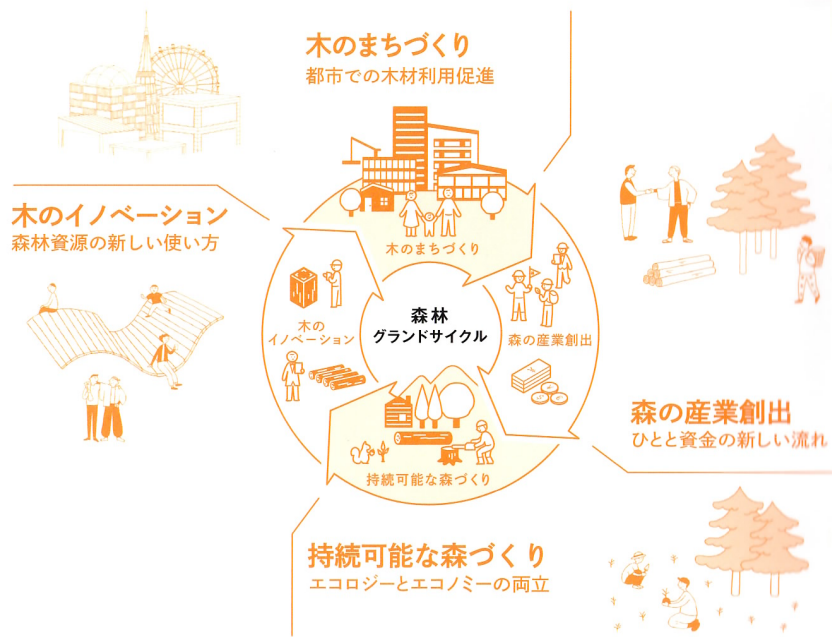 木のまちづくり
都市での木材利用促進
木のイノベーション
森林資源の新しい使い方
木のまちづくり
木の
イノベーション
森林
グランドサイクル
森の産業創出
持続可能な森づくり
森の産業創出
ひとと資金の新しい流れ
持続可能な森づくり
エコロジーとエコノミーの両立